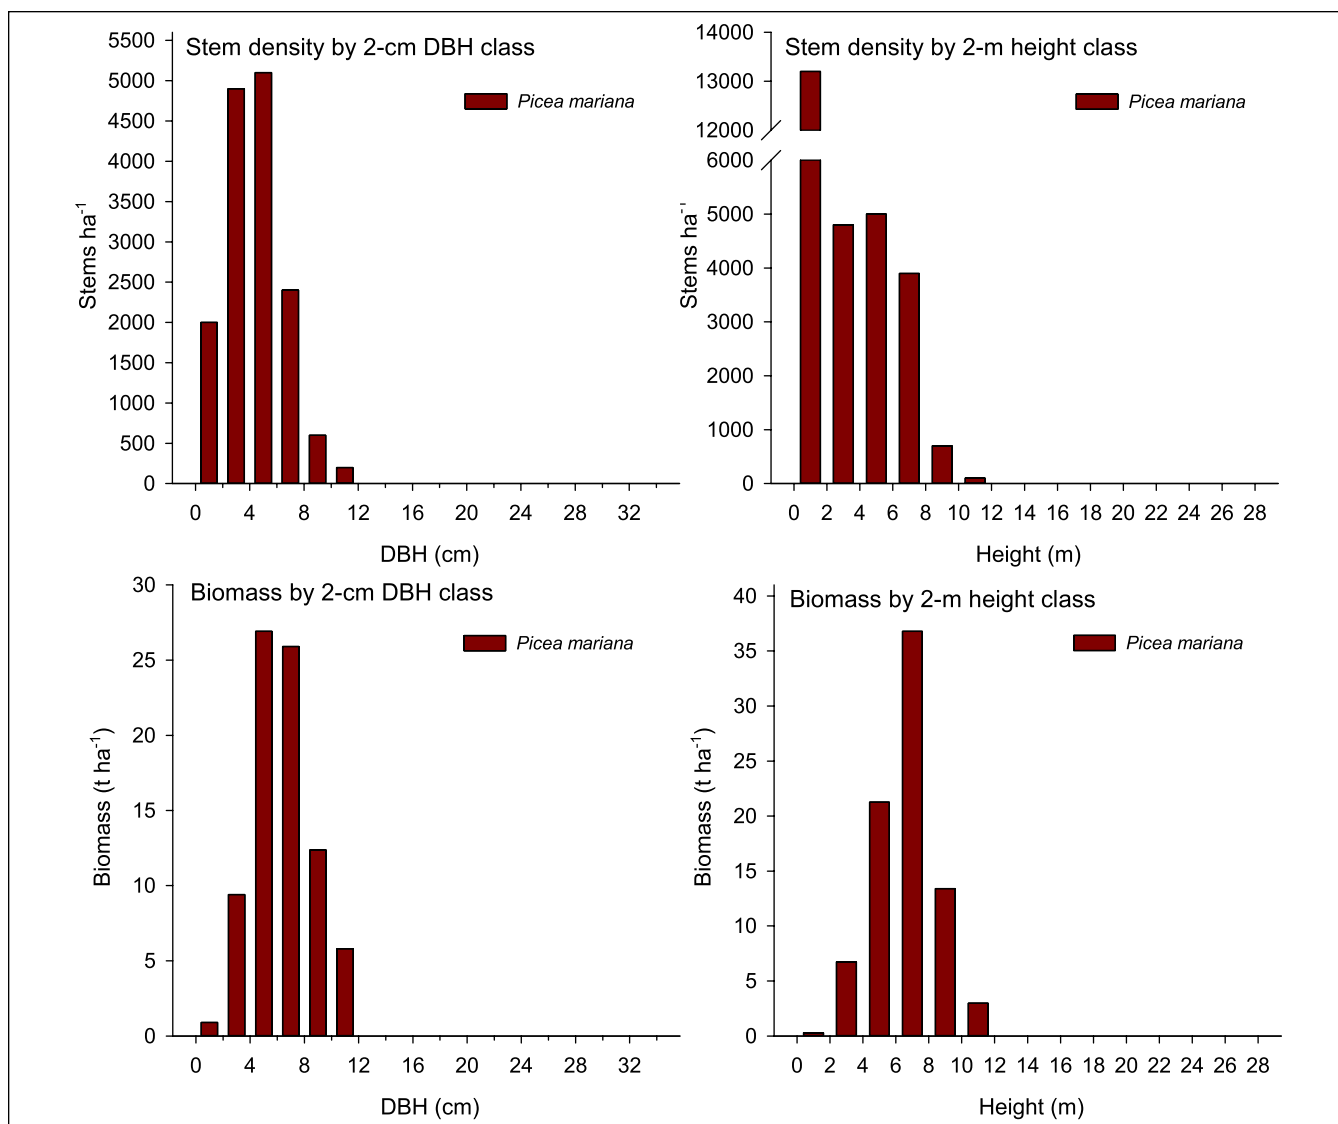 Stem density by 2-cm DBH class
Picea mariana
5500
5000
4500
4000
3500
3000
2500
2000
1500
1000
500
0
Stems ha⁻¹
0 4 8 12 16 20 24 28 32
DBH (cm)
Stem density by 2-m height class
Picea mariana
14000
13000
12000
6000
5000
4000
3000
2000
1000
0
Stems ha⁻¹
0 2 4 6 8 10 12 14 16 18 20 22 24 26 28
Height (m)
Biomass by 2-cm DBH class
Picea mariana
30
25
20
15
10
5
0
Biomass (t ha⁻¹)
0 4 8 12 16 20 24 28 32
DBH (cm)
Biomass by 2-m height class
Picea mariana
40
35
30
25
20
15
10
5
0
Biomass (t ha⁻¹)
0 2 4 6 8 10 12 14 16 18 20 22 24 26 28
Height (m)